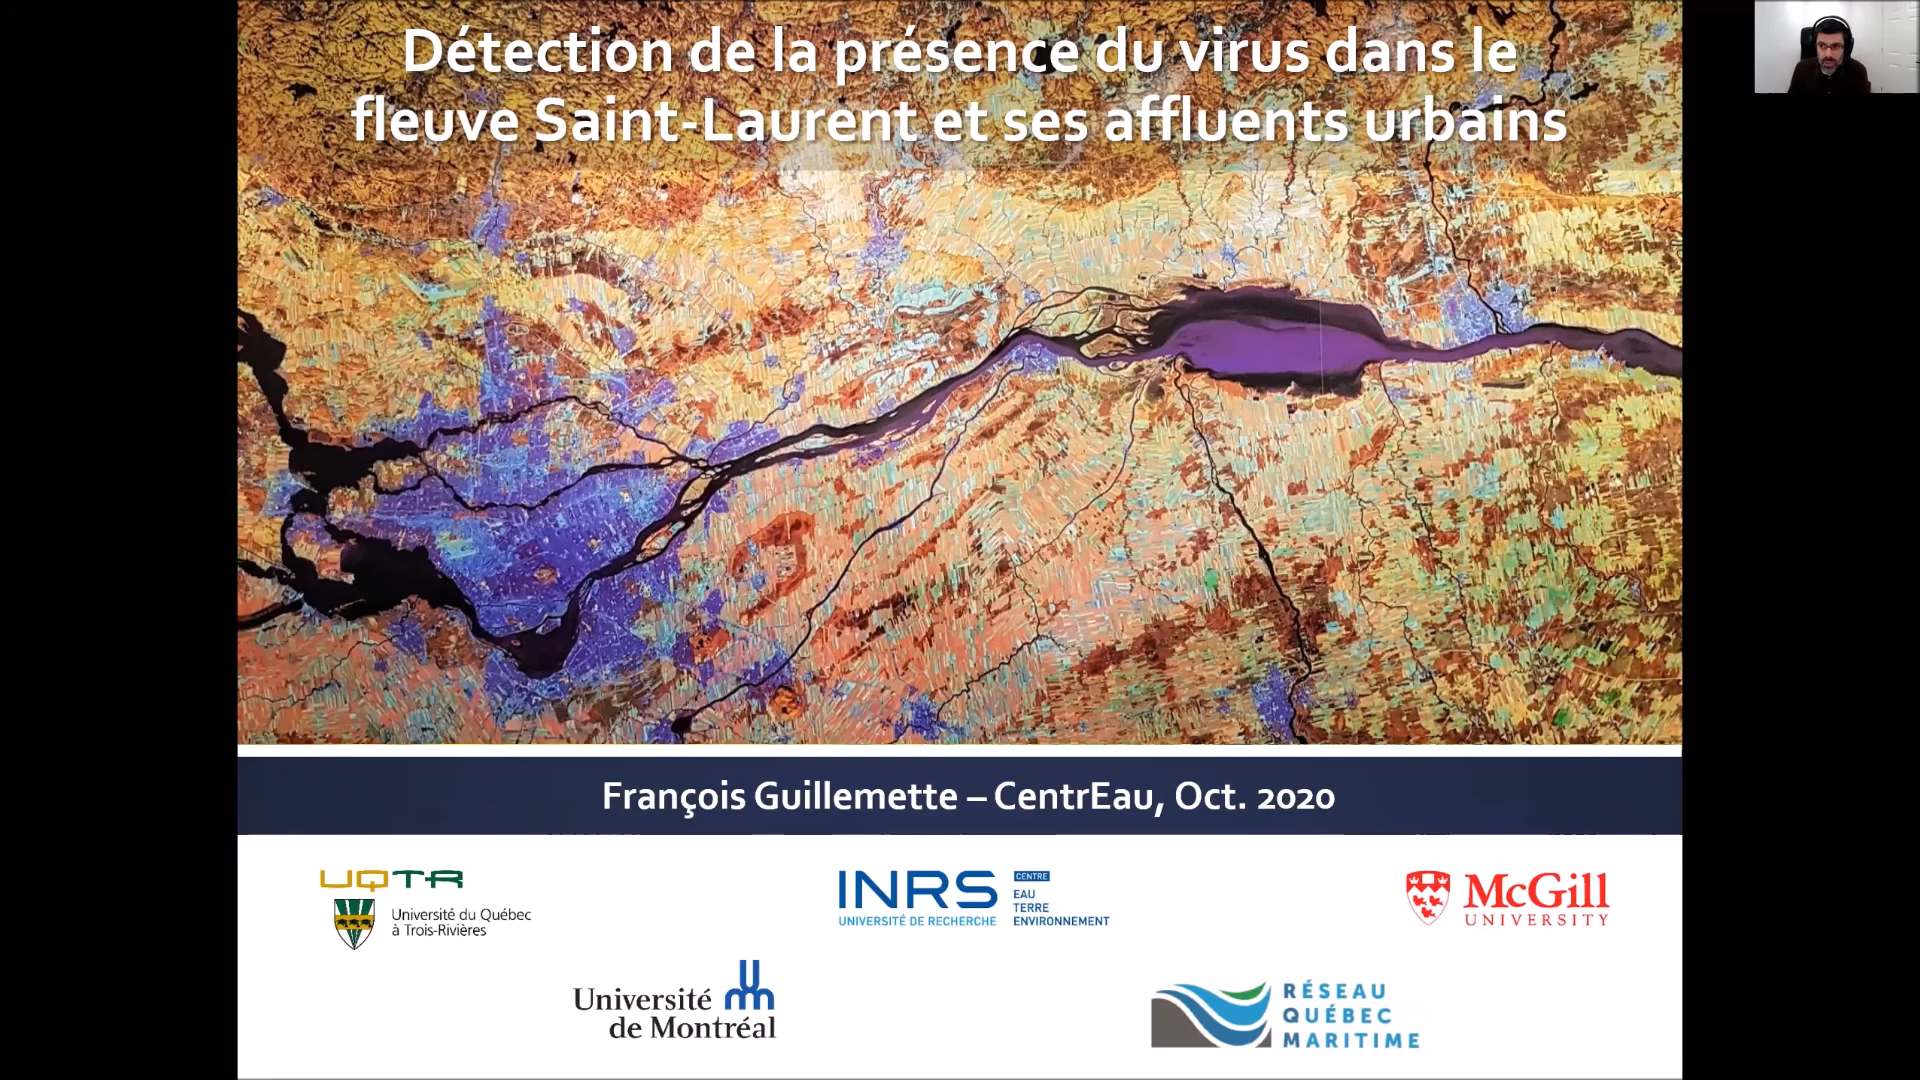 Détection de la présence du virus dans le
fleuve Saint-Laurent et ses affluents urbains
François Guillemette – CentrEau, Oct. 2020
UQTR
Université du Québec
à Trois-Rivières
INRS
UNIVERSITÉ DE RECHERCHE
CENTRE
EAU
TERRE
ENVIRONNEMENT
McGill
UNIVERSITY
Université
de Montréal
RÉSEAU
QUÉBEC
MARITIME